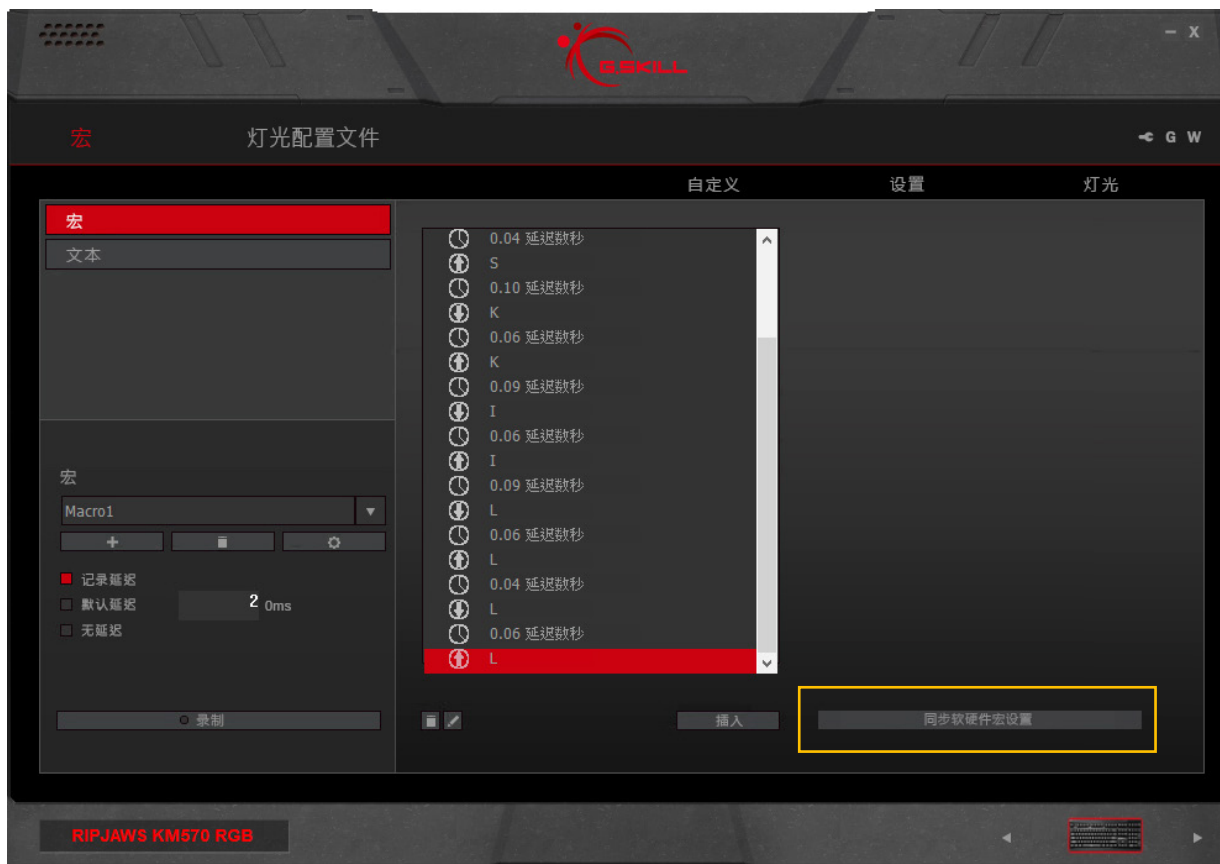 G.SKILL
– X
宏 灯光配置文件
G W
自定义 设置 灯光
宏
文本
0.04 延迟数秒
S
0.10 延迟数秒
K
0.06 延迟数秒
K
0.09 延迟数秒
I
0.06 延迟数秒
I
0.09 延迟数秒
L
0.06 延迟数秒
L
0.04 延迟数秒
L
0.06 延迟数秒
L
宏
Macro1
记录延迟
默认延迟 2 0ms
无延迟
录制
插入
同步软硬件宏设置
RIPJAWS KM570 RGB